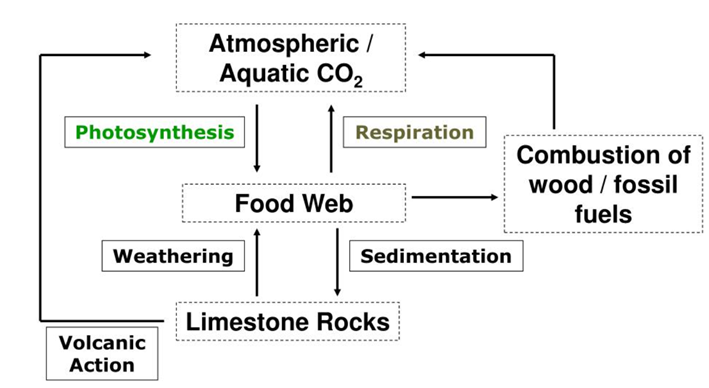 Atmospheric /
Aquatic CO₂
Photosynthesis
Respiration
Combustion of
wood / fossil
fuels
Food Web
Weathering
Sedimentation
Limestone Rocks
Volcanic
Action